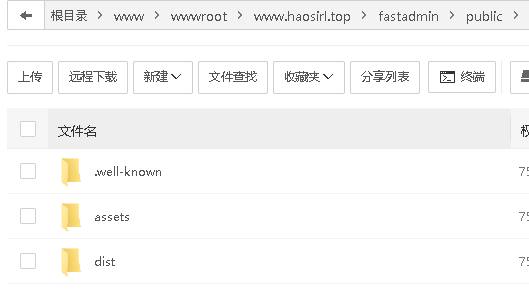 根目录 > www > wwwroot > www.haosirl.top > fastadmin > public >
上传 远程下载 新建 文件查找 收藏夹 分享列表 终端
文件名
.well-known 75
assets 75
dist 75